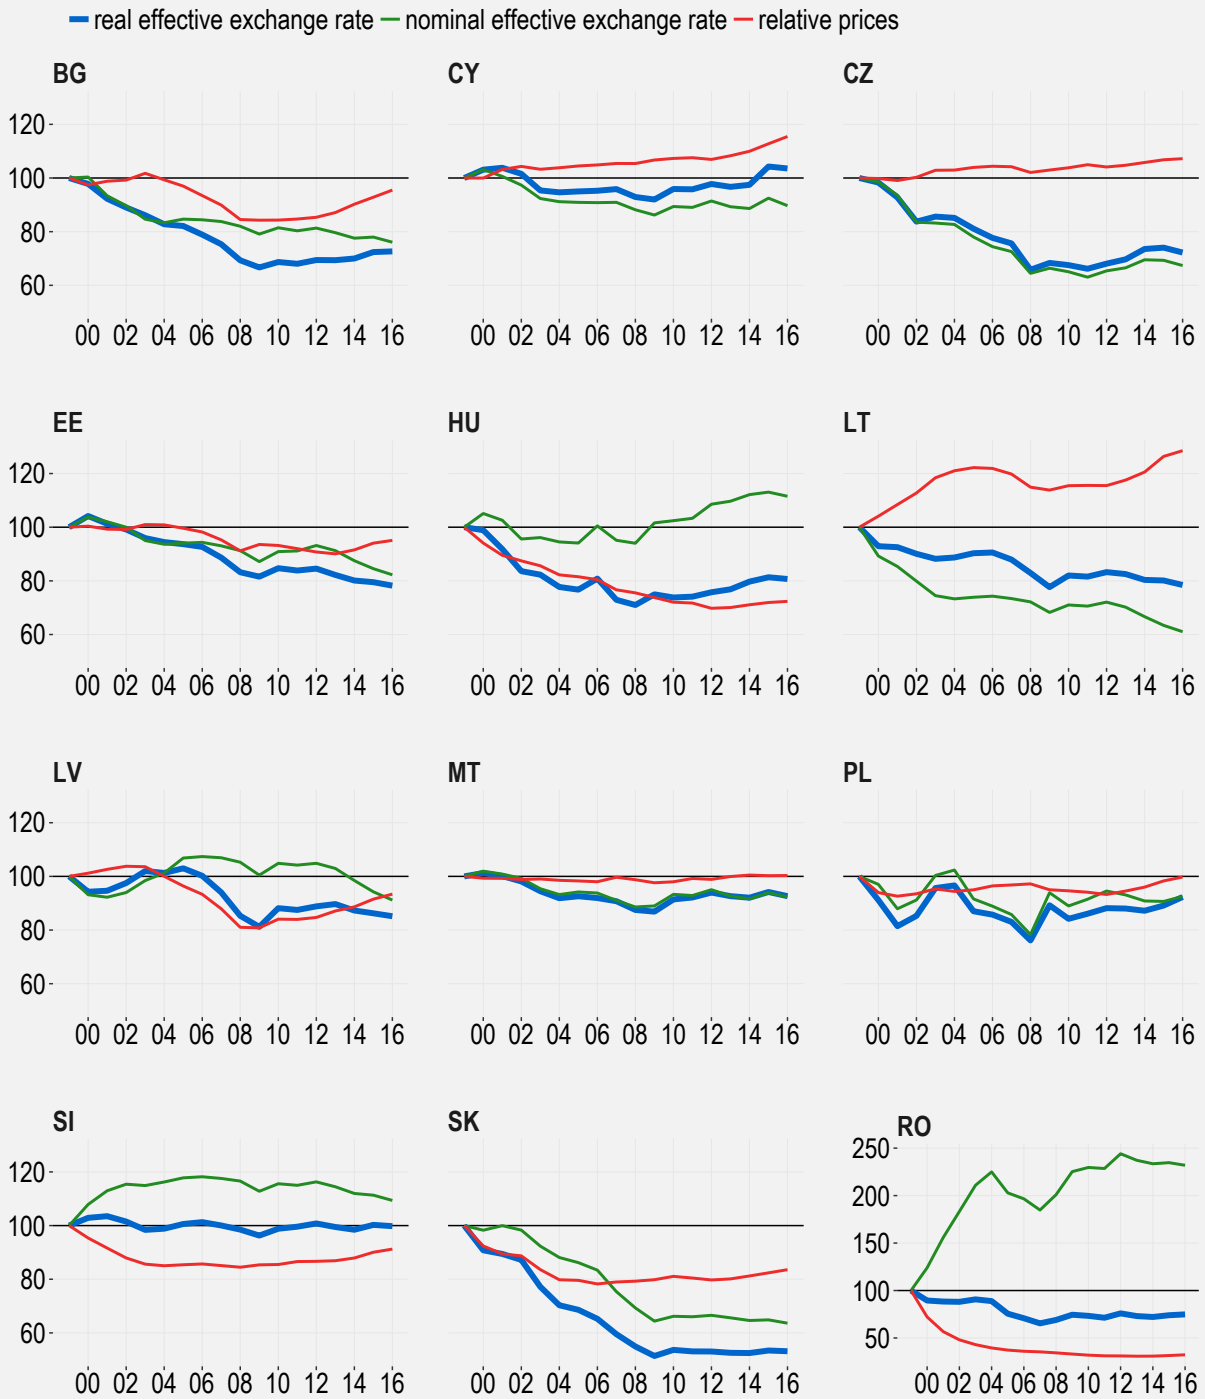 real effective exchange rate nominal effective exchange rate relative prices
BG CY CZ
120
100
80
60
00 02 04 06 08 10 12 14 16 00 02 04 06 08 10 12 14 16 00 02 04 06 08 10 12 14 16
EE HU LT
120
100
80
60
00 02 04 06 08 10 12 14 16 00 02 04 06 08 10 12 14 16 00 02 04 06 08 10 12 14 16
LV MT PL
120
100
80
60
00 02 04 06 08 10 12 14 16 00 02 04 06 08 10 12 14 16 00 02 04 06 08 10 12 14 16
SI SK RO
250
120
200
100 150
80 100
60 50
00 02 04 06 08 10 12 14 16 00 02 04 06 08 10 12 14 16 00 02 04 06 08 10 12 14 16